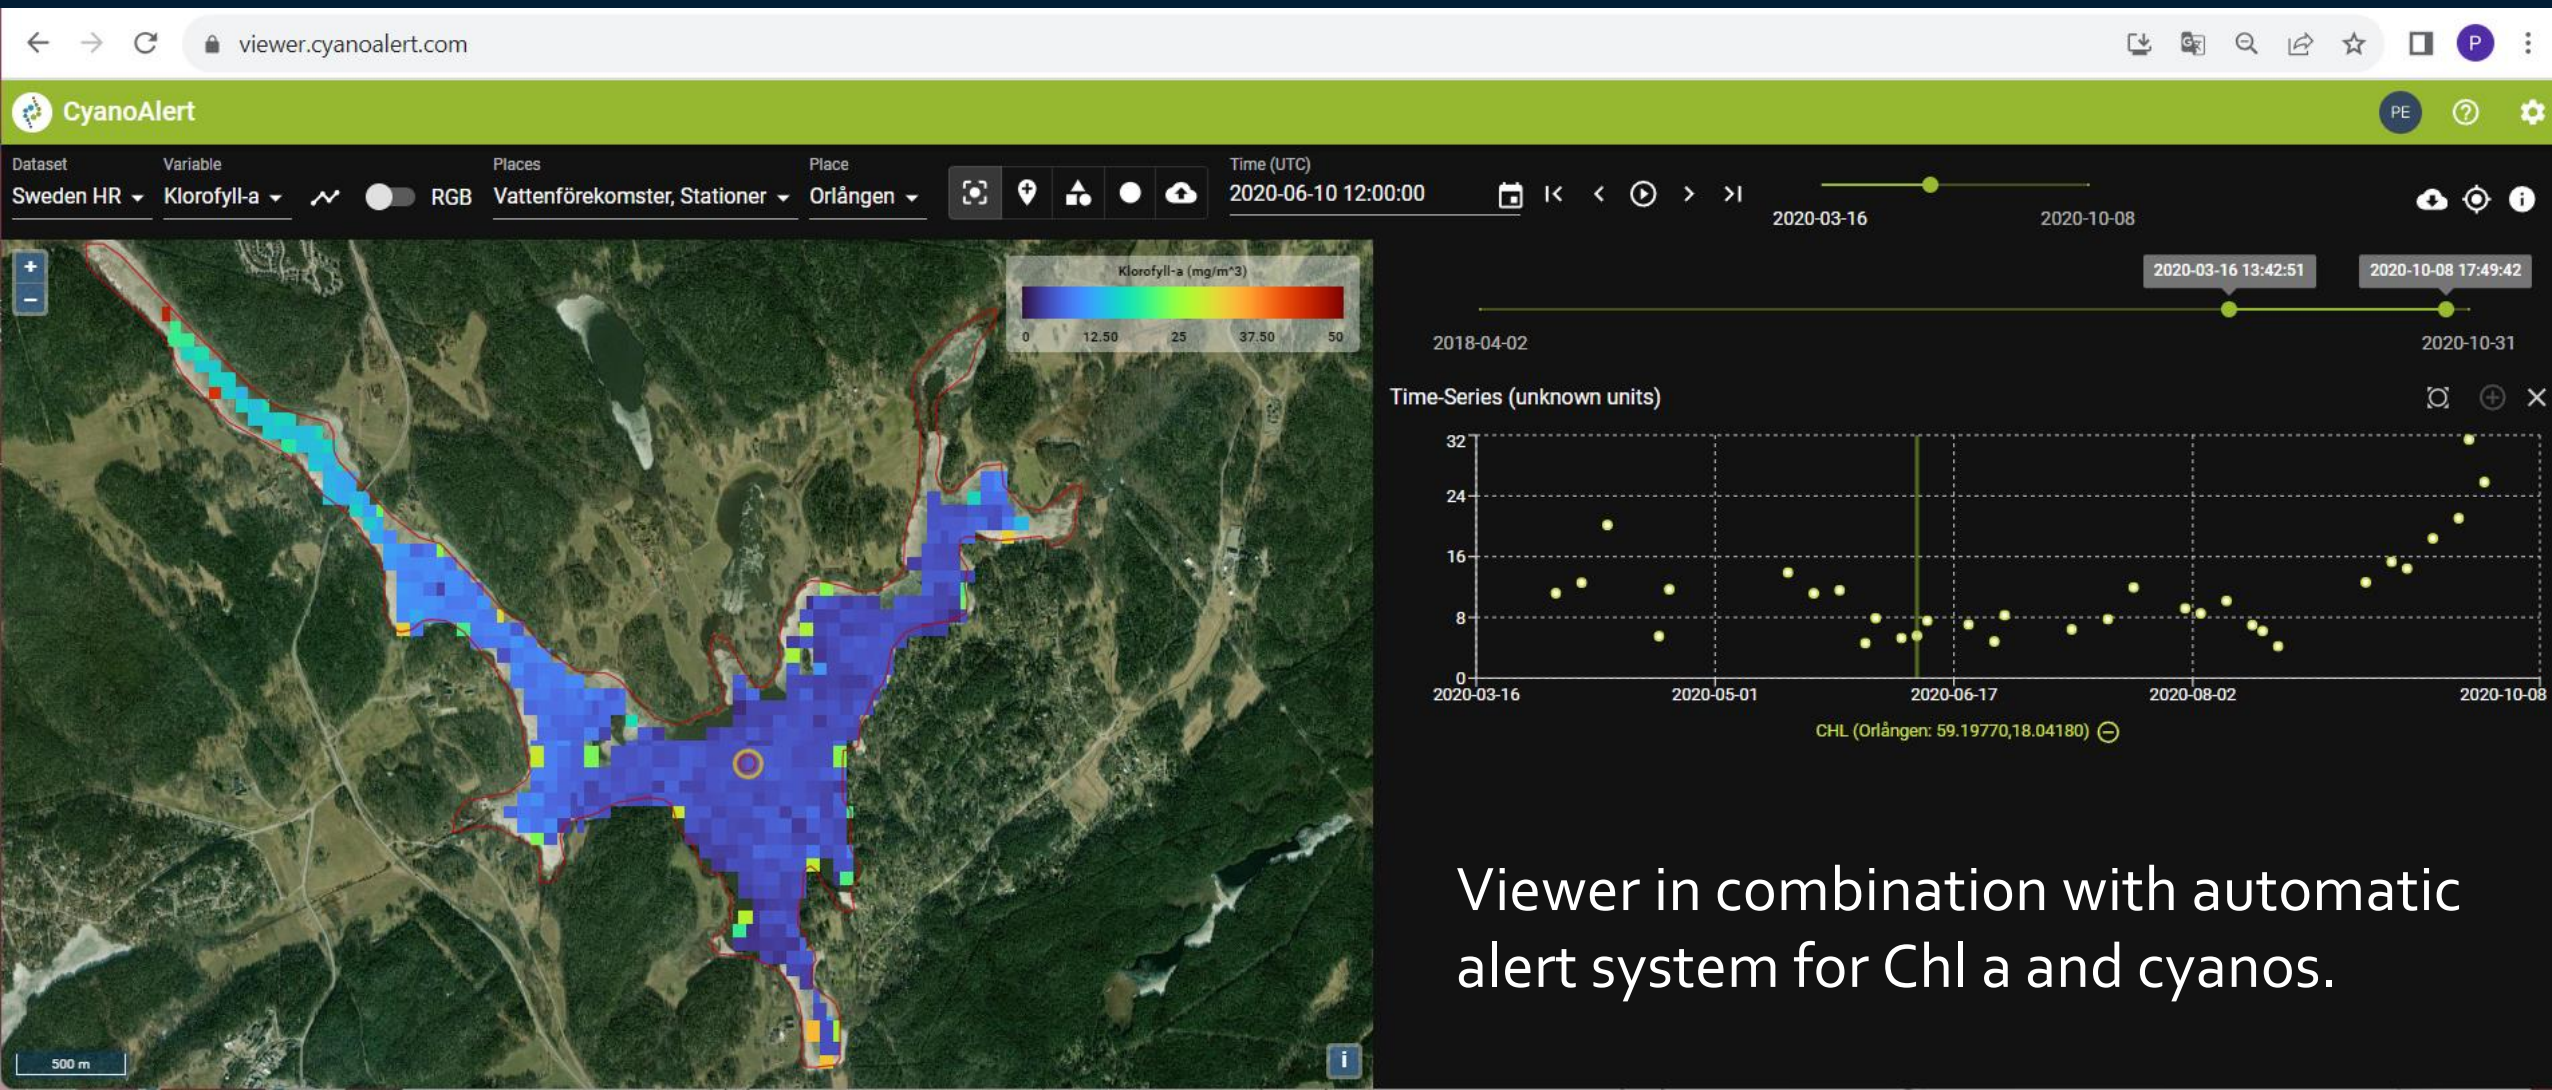 viewer.cyanoalert.com
P
CyanoAlert
PE
Dataset
Variable
Places
Place
Time (UTC)
Sweden HR
Klorofyll-a
RGB
Vattenförekomster, Stationer
Orlången
2020-06-10 12:00:00
2020-03-16
2020-10-08
+
−
Klorofyll-a (mg/m^3)
0 12.50 25 37.50 50
2020-03-16 13:42:51
2020-10-08 17:49:42
2018-04-02
2020-10-31
Time-Series (unknown units)
32
24
16
8
0
2020-03-16
2020-05-01
2020-06-17
2020-08-02
2020-10-08
CHL (Orlången: 59.19770,18.04180)
Viewer in combination with automatic
alert system for Chl a and cyanos.
500 m
i